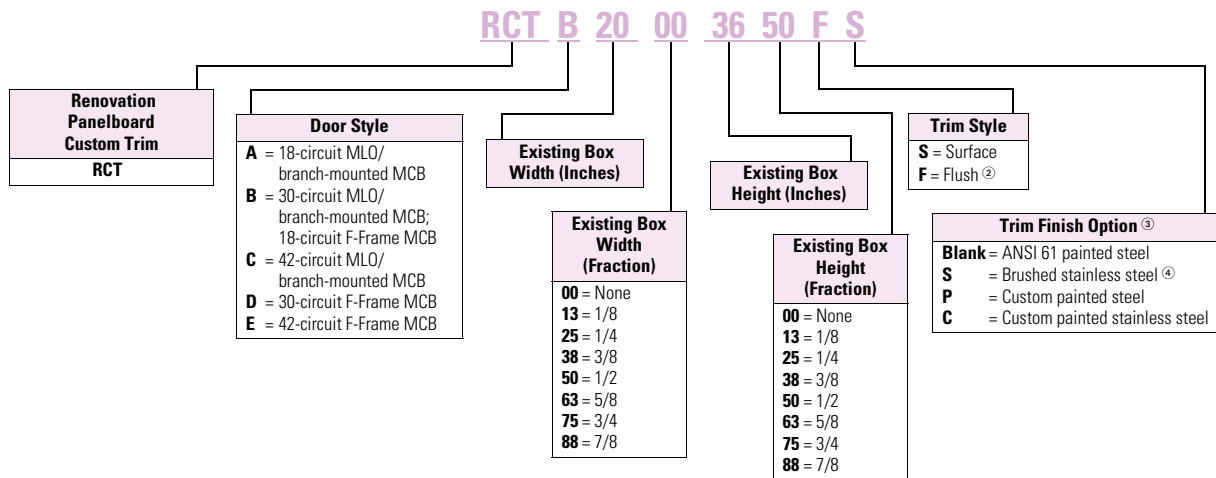 RCT B 20 00 36 50 F S
Renovation
Panelboard
Custom Trim
RCT
Door Style
A = 18-circuit MLO/
branch-mounted MCB
B = 30-circuit MLO/
branch-mounted MCB;
18-circuit F-Frame MCB
C = 42-circuit MLO/
branch-mounted MCB
D = 30-circuit F-Frame MCB
E = 42-circuit F-Frame MCB
Existing Box
Width (Inches)
Existing Box
Width
(Fraction)
00 = None
13 = 1/8
25 = 1/4
38 = 3/8
50 = 1/2
63 = 5/8
75 = 3/4
88 = 7/8
Existing Box
Height (Inches)
Existing Box
Height
(Fraction)
00 = None
13 = 1/8
25 = 1/4
38 = 3/8
50 = 1/2
63 = 5/8
75 = 3/4
88 = 7/8
Trim Style
S = Surface
F = Flush ②
Trim Finish Option ③
Blank = ANSI 61 painted steel
S = Brushed stainless steel ④
P = Custom painted steel
C = Custom painted stainless steel